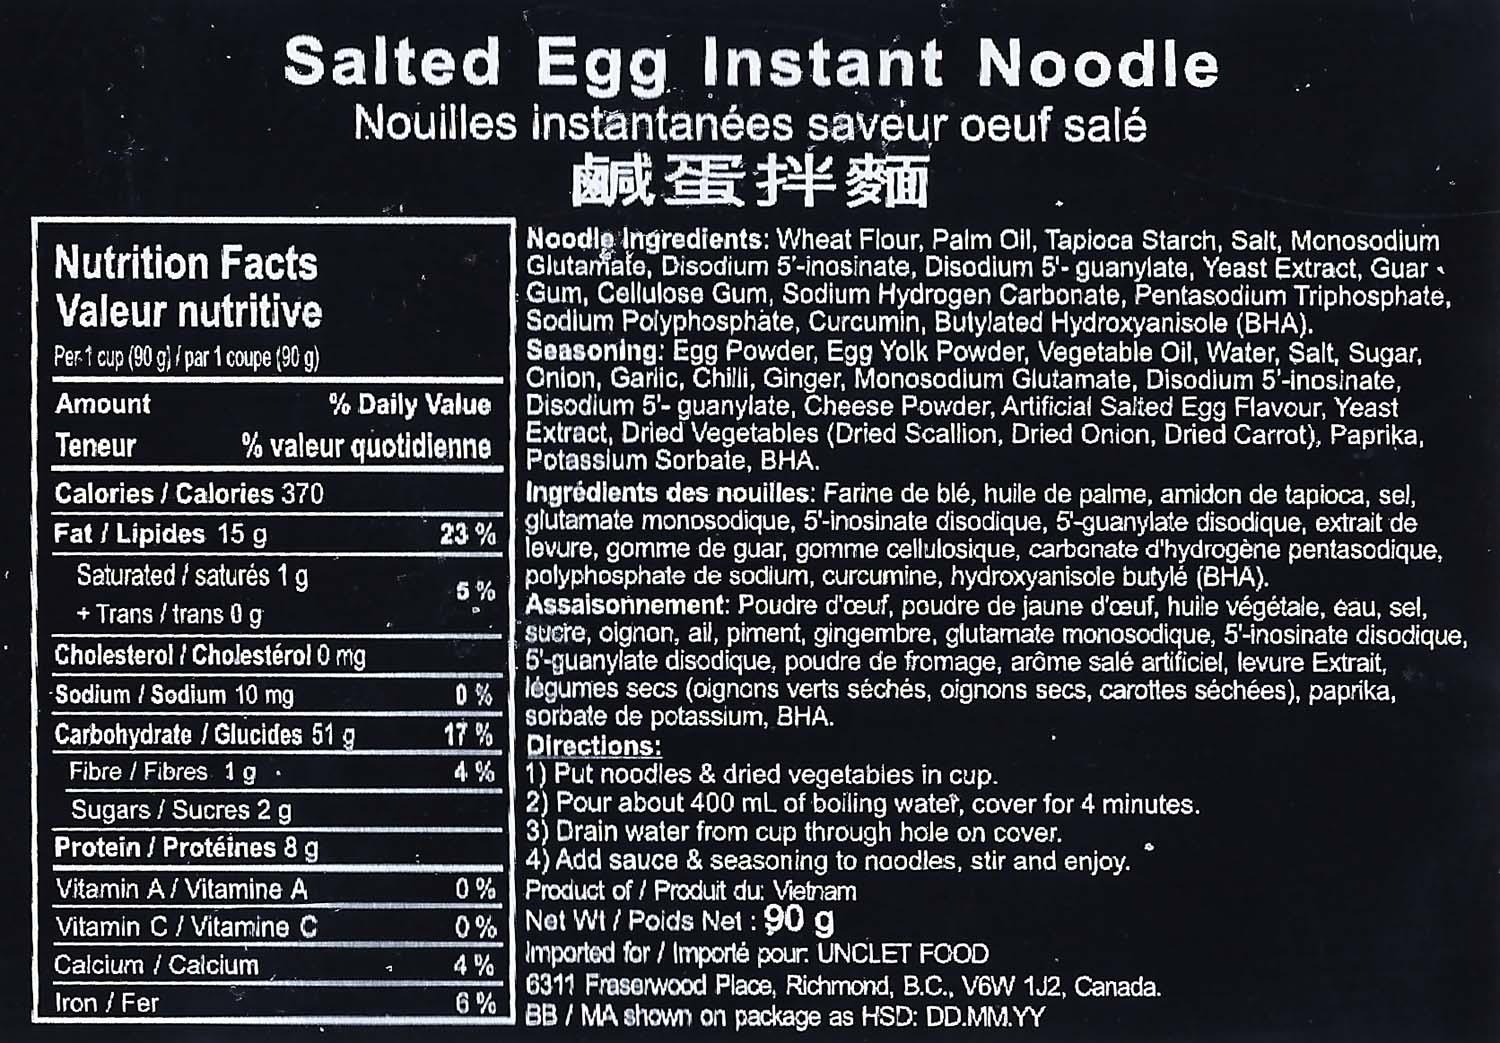 Salted Egg Instant Noodle
Nouilles instantanées saveur oeuf salé
鹹蛋拌麵
Nutrition Facts
Valeur nutritive
Per 1 cup (90 g) / par 1 coupe (90 g)
Amount % Daily Value
Teneur % valeur quotidienne
Calories / Calories 370
Fat / Lipides 15 g 23 %
Saturated / saturés 1 g
+ Trans / trans 0 g 5 %
Cholesterol / Cholestérol 0 mg
Sodium / Sodium 10 mg 0 %
Carbohydrate / Glucides 51 g 17 %
Fibre / Fibres 1 g 4 %
Sugars / Sucres 2 g
Protein / Protéines 8 g
Vitamin A / Vitamine A 0 %
Vitamin C / Vitamine C 0 %
Calcium / Calcium 4 %
Iron / Fer 6 %
Noodle Ingredients: Wheat Flour, Palm Oil, Tapioca Starch, Salt, Monosodium
Glutamate, Disodium 5'-inosinate, Disodium 5'- guanylate, Yeast Extract, Guar
Gum, Cellulose Gum, Sodium Hydrogen Carbonate, Pentasodium Triphosphate,
Sodium Polyphosphate, Curcumin, Butylated Hydroxyanisole (BHA).
Seasoning: Egg Powder, Egg Yolk Powder, Vegetable Oil, Water, Salt, Sugar,
Onion, Garlic, Chilli, Ginger, Monosodium Glutamate, Disodium 5'-inosinate,
Disodium 5'- guanylate, Cheese Powder, Artificial Salted Egg Flavour, Yeast
Extract, Dried Vegetables (Dried Scallion, Dried Onion, Dried Carrot), Paprika,
Potassium Sorbate, BHA.
Ingrédients des nouilles: Farine de blé, huile de palme, amidon de tapioca, sel,
glutamate monosodique, 5'-inosinate disodique, 5'-guanylate disodique, extrait de
levure, gomme de guar, gomme cellulosique, carbonate d'hydrogène pentasodique,
polyphosphate de sodium, curcumine, hydroxyanisole butylé (BHA).
Assaisonnement: Poudre d'œuf, poudre de jaune d'œuf, huile végétale, eau, sel,
sucre, oignon, ail, piment, gingembre, glutamate monosodique, 5'-inosinate disodique,
5'-guanylate disodique, poudre de fromage, arôme salé artificiel, levure Extrait,
légumes secs (oignons verts séchés, oignons secs, carottes séchées), paprika,
sorbate de potassium, BHA.
Directions:
1) Put noodles & dried vegetables in cup.
2) Pour about 400 mL of boiling water, cover for 4 minutes.
3) Drain water from cup through hole on cover.
4) Add sauce & seasoning to noodles, stir and enjoy.
Product of / Produit du: Vietnam
Net Wt / Poids Net : 90 g
Imported for / Importé pour: UNCLET FOOD
6311 Fraserwood Place, Richmond, B.C., V6W 1J2, Canada.
BB / MA shown on package as HSD: DD.MM.YY